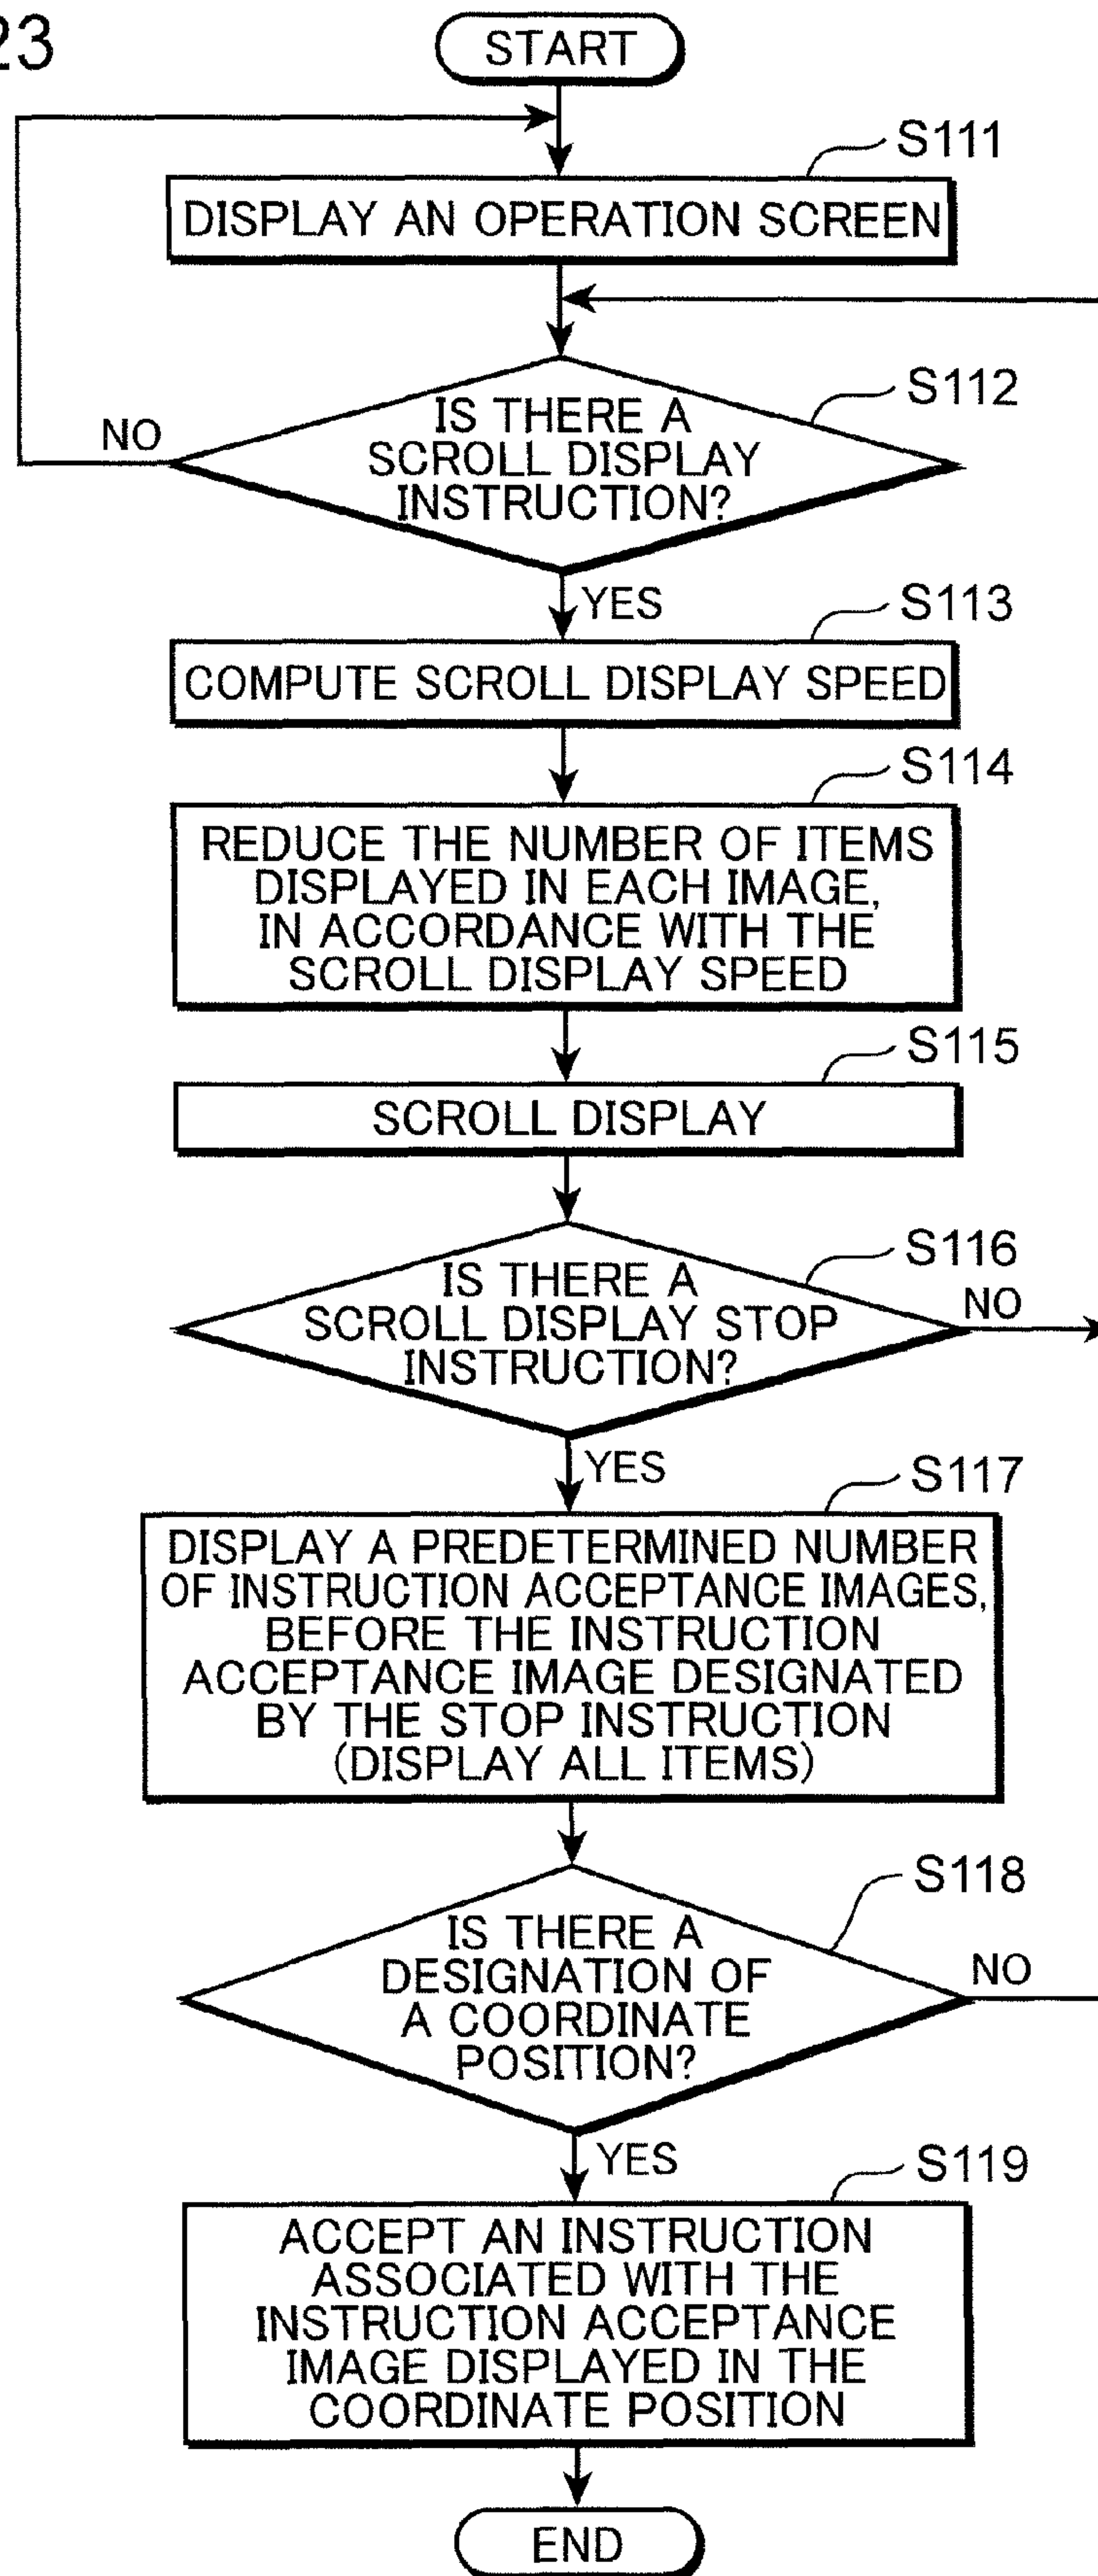 23
START
S111
DISPLAY AN OPERATION SCREEN
S112
IS THERE A
SCROLL DISPLAY
INSTRUCTION?
NO
YES
S113
COMPUTE SCROLL DISPLAY SPEED
S114
REDUCE THE NUMBER OF ITEMS
DISPLAYED IN EACH IMAGE,
IN ACCORDANCE WITH THE
SCROLL DISPLAY SPEED
S115
SCROLL DISPLAY
S116
IS THERE A
SCROLL DISPLAY STOP
INSTRUCTION?
NO
YES
S117
DISPLAY A PREDETERMINED NUMBER
OF INSTRUCTION ACCEPTANCE IMAGES,
BEFORE THE INSTRUCTION
ACCEPTANCE IMAGE DESIGNATED
BY THE STOP INSTRUCTION
(DISPLAY ALL ITEMS)
S118
IS THERE A
DESIGNATION OF
A COORDINATE
POSITION?
NO
YES
S119
ACCEPT AN INSTRUCTION
ASSOCIATED WITH THE
INSTRUCTION ACCEPTANCE
IMAGE DISPLAYED IN THE
COORDINATE POSITION
END